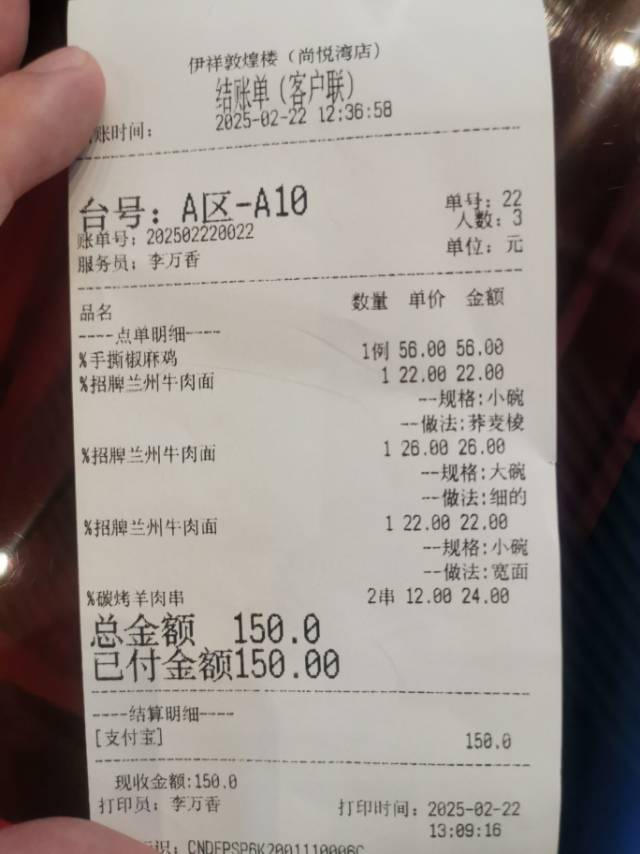 伊祥敦煌楼（尚悦湾店）
结账单（客户联）
账时间： 2025-02-22 12:36:58
台号：A区-A10 单号：22
人数：3
账单号：202502220022
单位：元
服务员：李万香
品名 数量 单价 金额
----点单明细----
%手撕椒麻鸡 1例 56.00 56.00
%招牌兰州牛肉面 1 22.00 22.00
--规格:小碗
--做法:荞麦棱
%招牌兰州牛肉面 1 26.00 26.00
--规格:大碗
--做法:细的
%招牌兰州牛肉面 1 22.00 22.00
--规格:小碗
--做法:宽面
%碳烤羊肉串 2串 12.00 24.00
总金额 150.0
已付金额150.00
----结算明细----
[支付宝] 150.0
现收金额:150.0
打印员：李万香 打印时间：2025-02-22
13:09:16